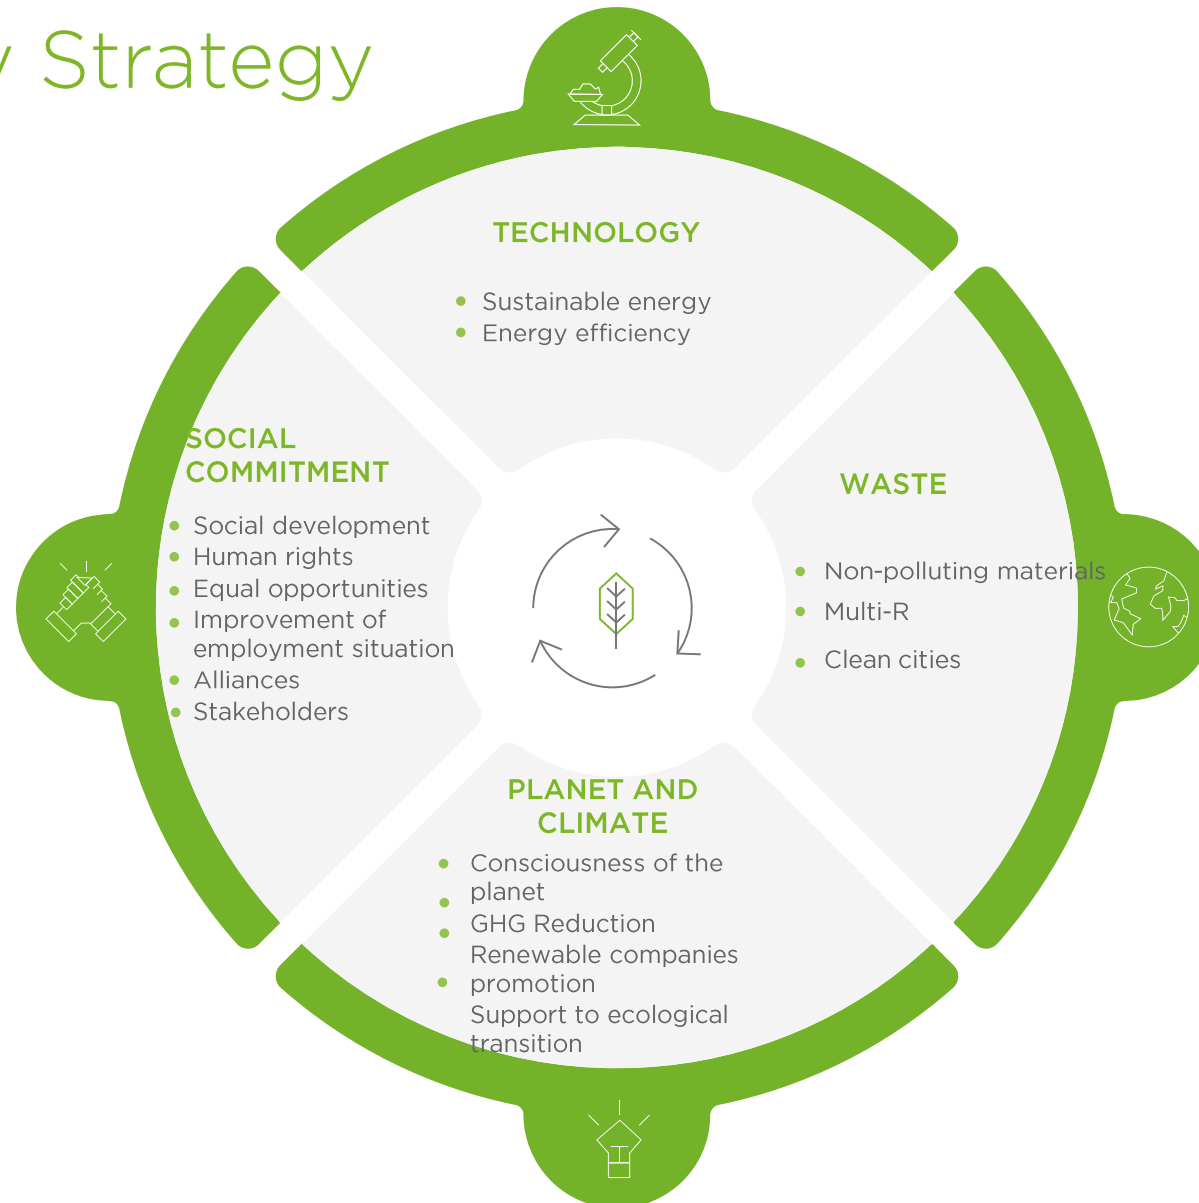 y Strategy
TECHNOLOGY
Sustainable energy
Energy efficiency
SOCIAL
COMMITMENT
Social development
Human rights
Equal opportunities
Improvement of
employment situation
Alliances
Stakeholders
WASTE
Non-polluting materials
Multi-R
Clean cities
PLANET AND
CLIMATE
Consciousness of the
planet
GHG Reduction
Renewable companies
promotion
Support to ecological
transition